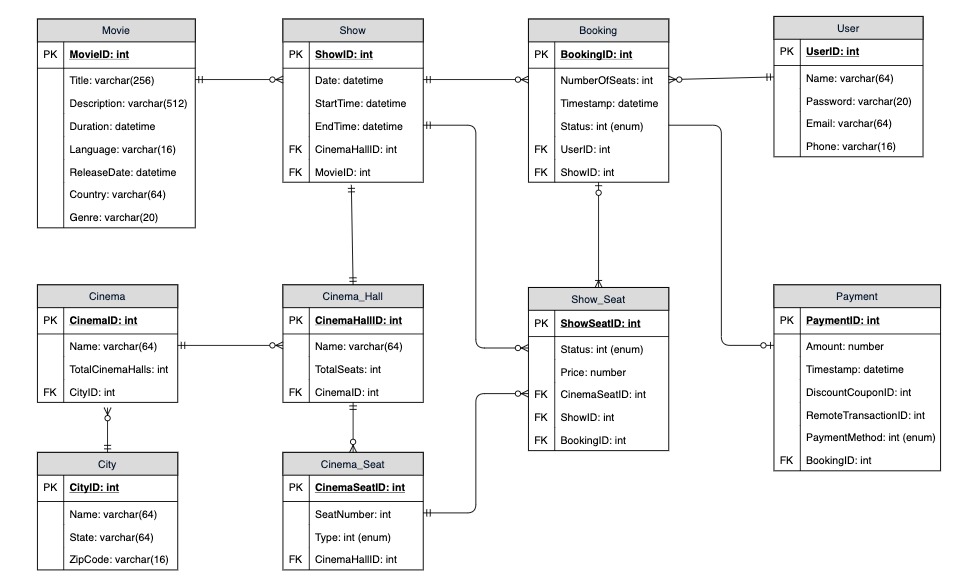 Movie
PK MovieID: int
Title: varchar(256)
Description: varchar(512)
Duration: datetime
Language: varchar(16)
ReleaseDate: datetime
Country: varchar(64)
Genre: varchar(20)
Show
PK ShowID: int
Date: datetime
StartTime: datetime
EndTime: datetime
FK CinemaHallID: int
FK MovieID: int
Booking
PK BookingID: int
NumberOfSeats: int
Timestamp: datetime
Status: int (enum)
FK UserID: int
FK ShowID: int
User
PK UserID: int
Name: varchar(64)
Password: varchar(20)
Email: varchar(64)
Phone: varchar(16)
Cinema
PK CinemaID: int
Name: varchar(64)
TotalCinemaHalls: int
FK CityID: int
Cinema_Hall
PK CinemaHallID: int
Name: varchar(64)
TotalSeats: int
FK CinemaID: int
Show_Seat
PK ShowSeatID: int
Status: int (enum)
Price: number
FK CinemaSeatID: int
FK ShowID: int
FK BookingID: int
Payment
PK PaymentID: int
Amount: number
Timestamp: datetime
DiscountCouponID: int
RemoteTransactionID: int
PaymentMethod: int (enum)
FK BookingID: int
City
PK CityID: int
Name: varchar(64)
State: varchar(64)
ZipCode: varchar(16)
Cinema_Seat
PK CinemaSeatID: int
SeatNumber: int
Type: int (enum)
FK CinemaHallID: int